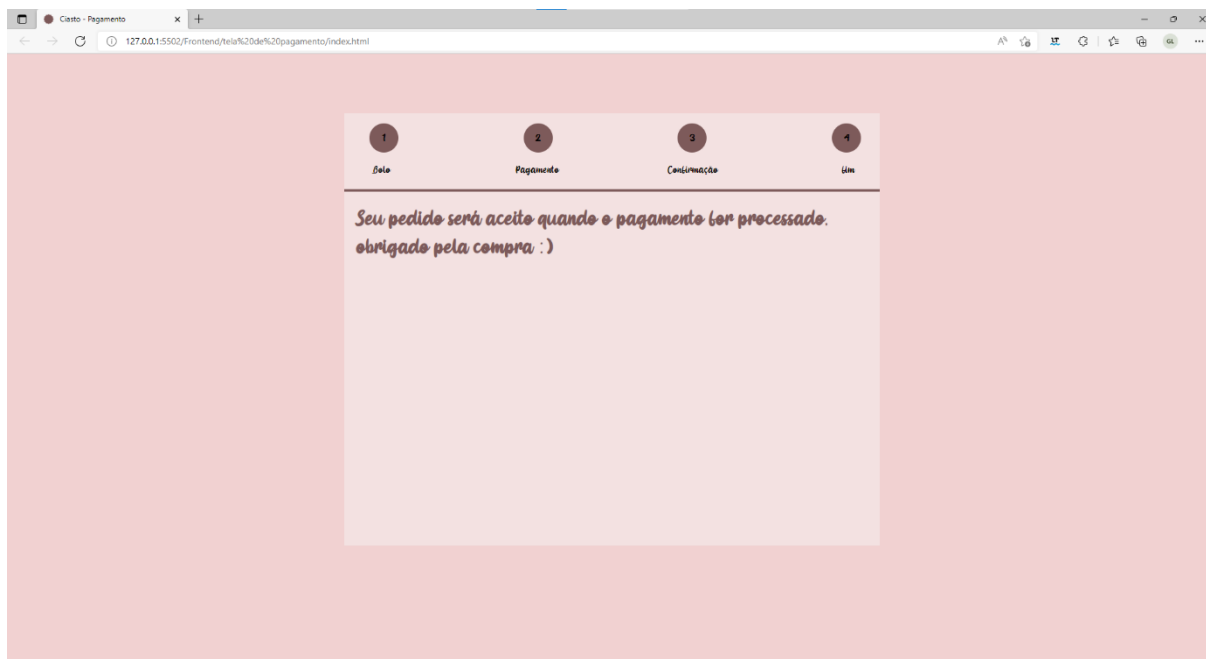 Ciasto - Pagamento
127.0.0.1:5502/Frontend/tela%20de%20pagamento/index.html
GL
1 2 3 4
Bolo Pagamento Confirmação fim
Seu pedido será aceito quando o pagamento for processado.
obrigado pela compra :)